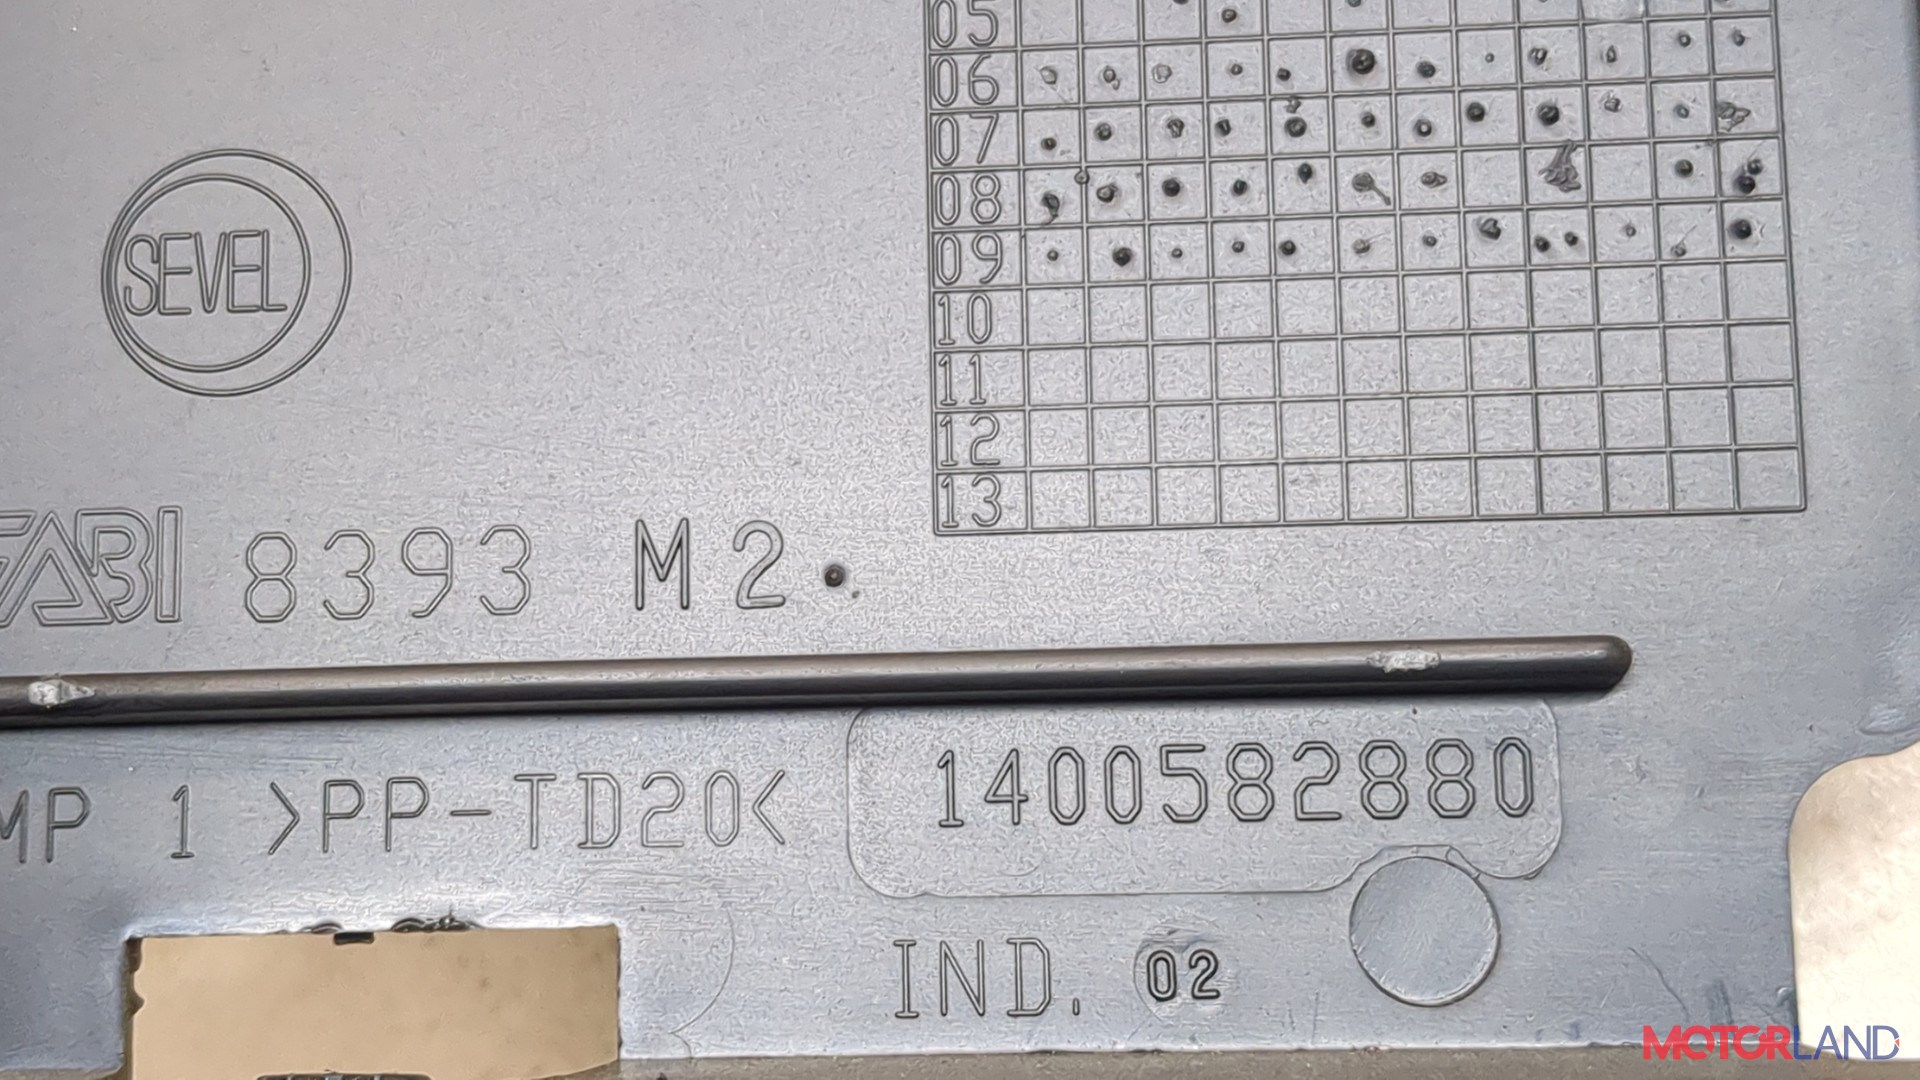 05
06
07
08
09
10
11
12
13
SEVEL
8393 M2.
MP 1 >PP-TD20<
1400582880
IND. 02
MOTORLAND